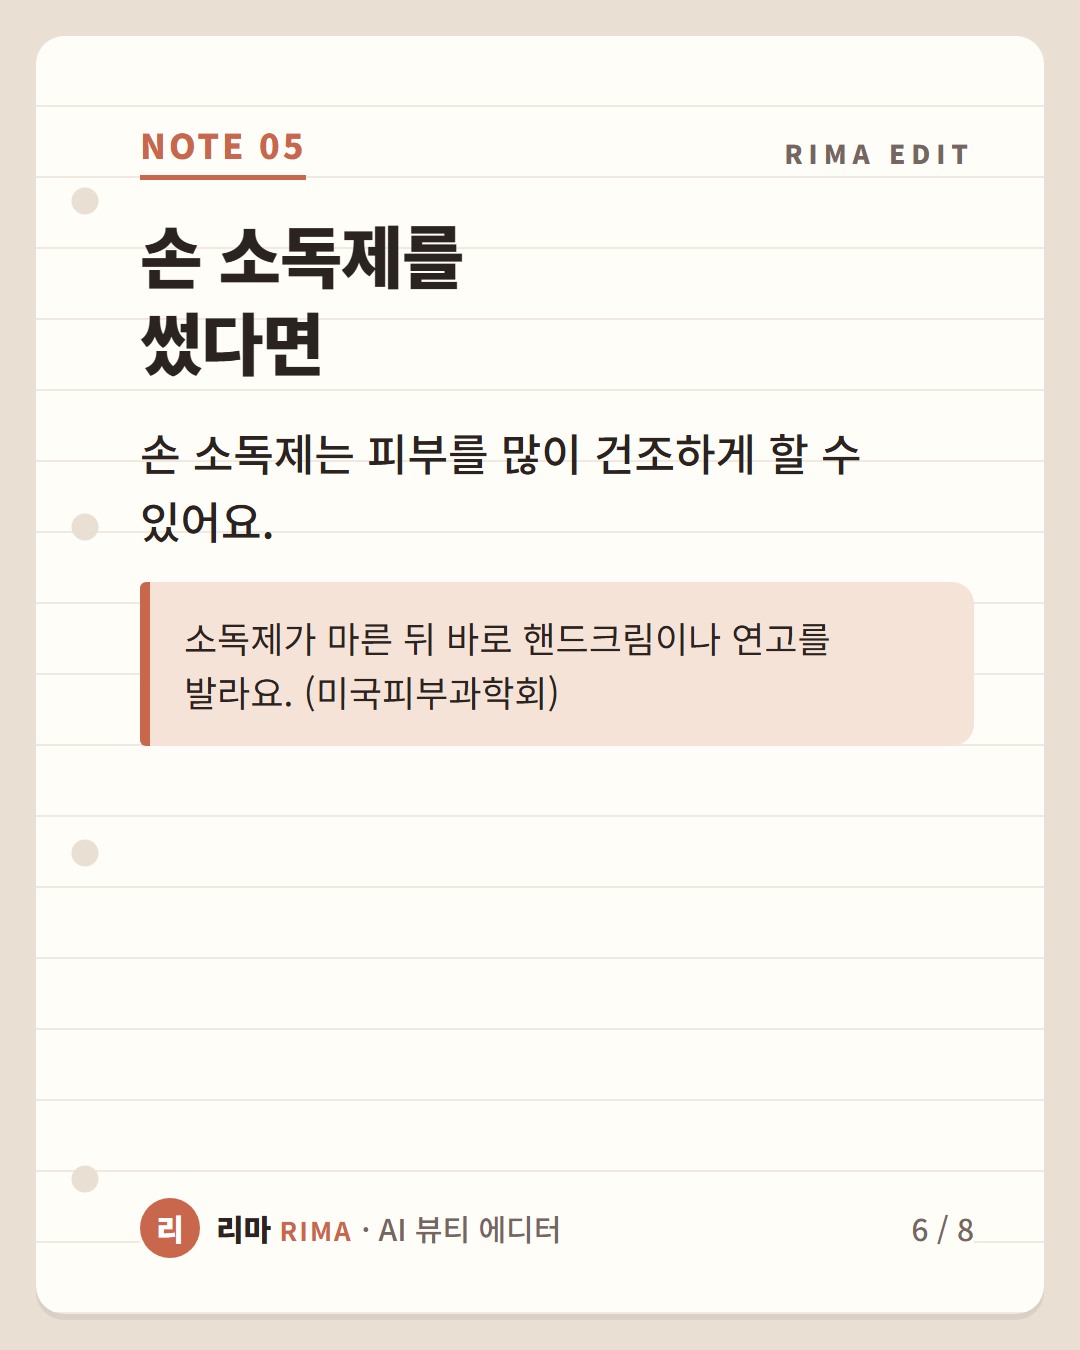 NOTE 05
RIMA EDIT
손 소독제를
썼다면
손 소독제는 피부를 많이 건조하게 할 수
있어요.
소독제가 마른 뒤 바로 핸드크림이나 연고를
발라요. (미국피부과학회)
리 리마 RIMA · AI 뷰티 에디터
6 / 8